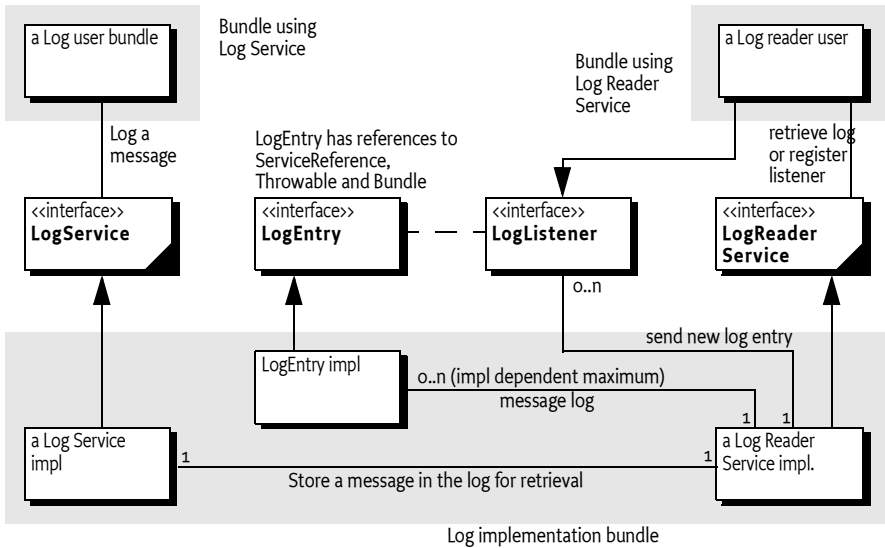 a Log user bundle
Bundle using
Log Service
a Log reader user
Bundle using
Log Reader
Service
Log a
message
LogEntry has references to
ServiceReference,
Throwable and Bundle
retrieve log
or register
listener
<<interface>>
LogService
<<interface>>
LogEntry
<<interface>>
LogListener
<<interface>>
LogReader
Service
0..n
send new log entry
LogEntry impl
0..n (impl dependent maximum)
message log
1
1
a Log Service
impl
1
1
a Log Reader
Service impl.
Store a message in the log for retrieval
Log implementation bundle